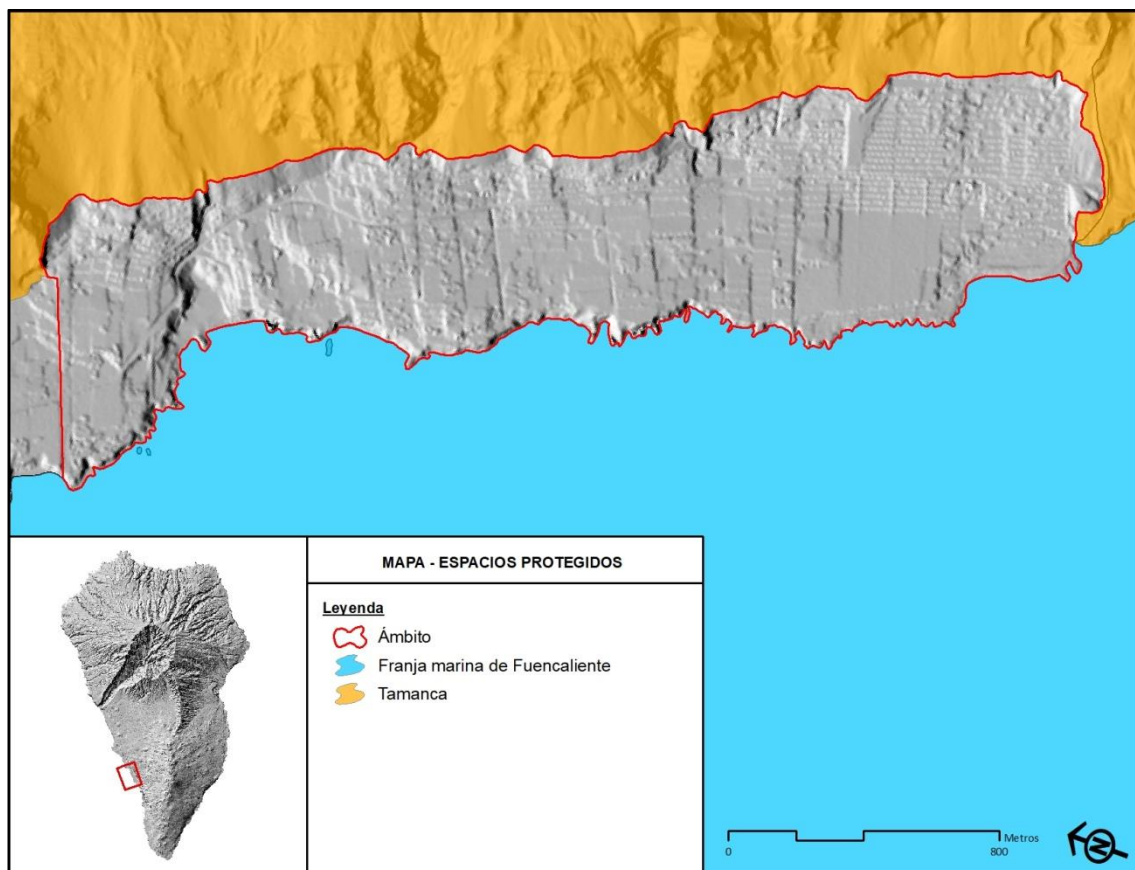 MAPA - ESPACIOS PROTEGIDOS
Leyenda
Ámbito
Franja marina de Fuencaliente
Tamanca
Metros
0 800
N